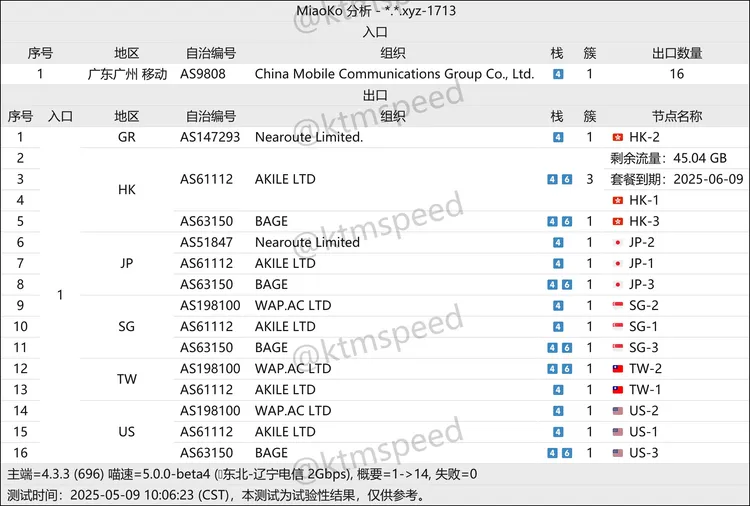 MiaoKo 分析 - *.*.xyz-1713
入口
序号 地区 自治编号 组织 栈 簇 出口数量
1 广东广州 移动 AS9808 China Mobile Communications Group Co., Ltd. 4 1 16
出口
序号 入口 地区 自治编号 组织 栈 簇 节点名称
1 GR AS147293 Nearoute Limited. 4 1 HK-2
2 剩余流量：45.04 GB
3 HK AS61112 AKILE LTD 4 6 3 套餐到期：2025-06-09
4 HK-1
5 AS63150 BAGE 4 6 1 HK-3
6 AS51847 Nearoute Limited 4 1 JP-2
7 JP AS61112 AKILE LTD 4 1 JP-1
8 1 AS63150 BAGE 4 6 1 JP-3
9 AS198100 WAP.AC LTD 4 1 SG-2
10 SG AS61112 AKILE LTD 4 1 SG-1
11 AS63150 BAGE 4 6 1 SG-3
12 TW AS198100 WAP.AC LTD 4 6 1 TW-2
13 AS61112 AKILE LTD 4 1 TW-1
14 AS198100 WAP.AC LTD 4 1 US-2
15 US AS61112 AKILE LTD 4 1 US-1
16 AS63150 BAGE 4 6 1 US-3
主端=4.3.3 (696) 喵速=5.0.0-beta4 (东北-辽宁电信 2Gbps), 概要=1->14, 失败=0
测试时间：2025-05-09 10:06:23 (CST)，本测试为试验性结果，仅供参考。
@ktmspeed
@ktmspeed
@ktmspeed
@ktmspeed
@ktmspeed